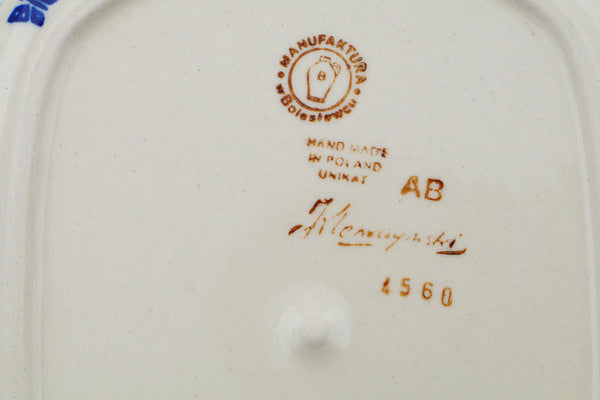 MANUFAKTURA
w Bolesławcu
B
HAND MADE
IN POLAND
UNIKAT
AB
4560